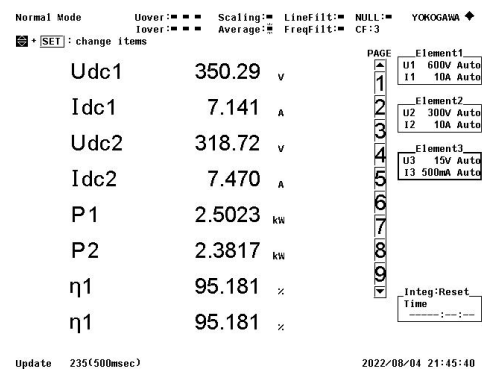 Normal Mode Uover:━ ━ ━ Scaling:━ LineFilt:━ NULL:━ YOKOGAWA ◆
Iover:━ ━ ━ Average: FreqFilt:━ CF:3
+ SET : change items
PAGE
Udc1 350.29 V
Idc1 7.141 A
Udc2 318.72 V
Idc2 7.470 A
P1 2.5023 kW
P2 2.3817 kW
η1 95.181 %
η1 95.181 %
▲
1
2
3
4
5
6
7
8
9
▼
Element1
U1 600V Auto
I1 10A Auto
Element2
U2 300V Auto
I2 10A Auto
Element3
U3 15V Auto
I3 500mA Auto
Integ:Reset
Time
-----:--:--
Update 235(500msec) 2022/08/04 21:45:40